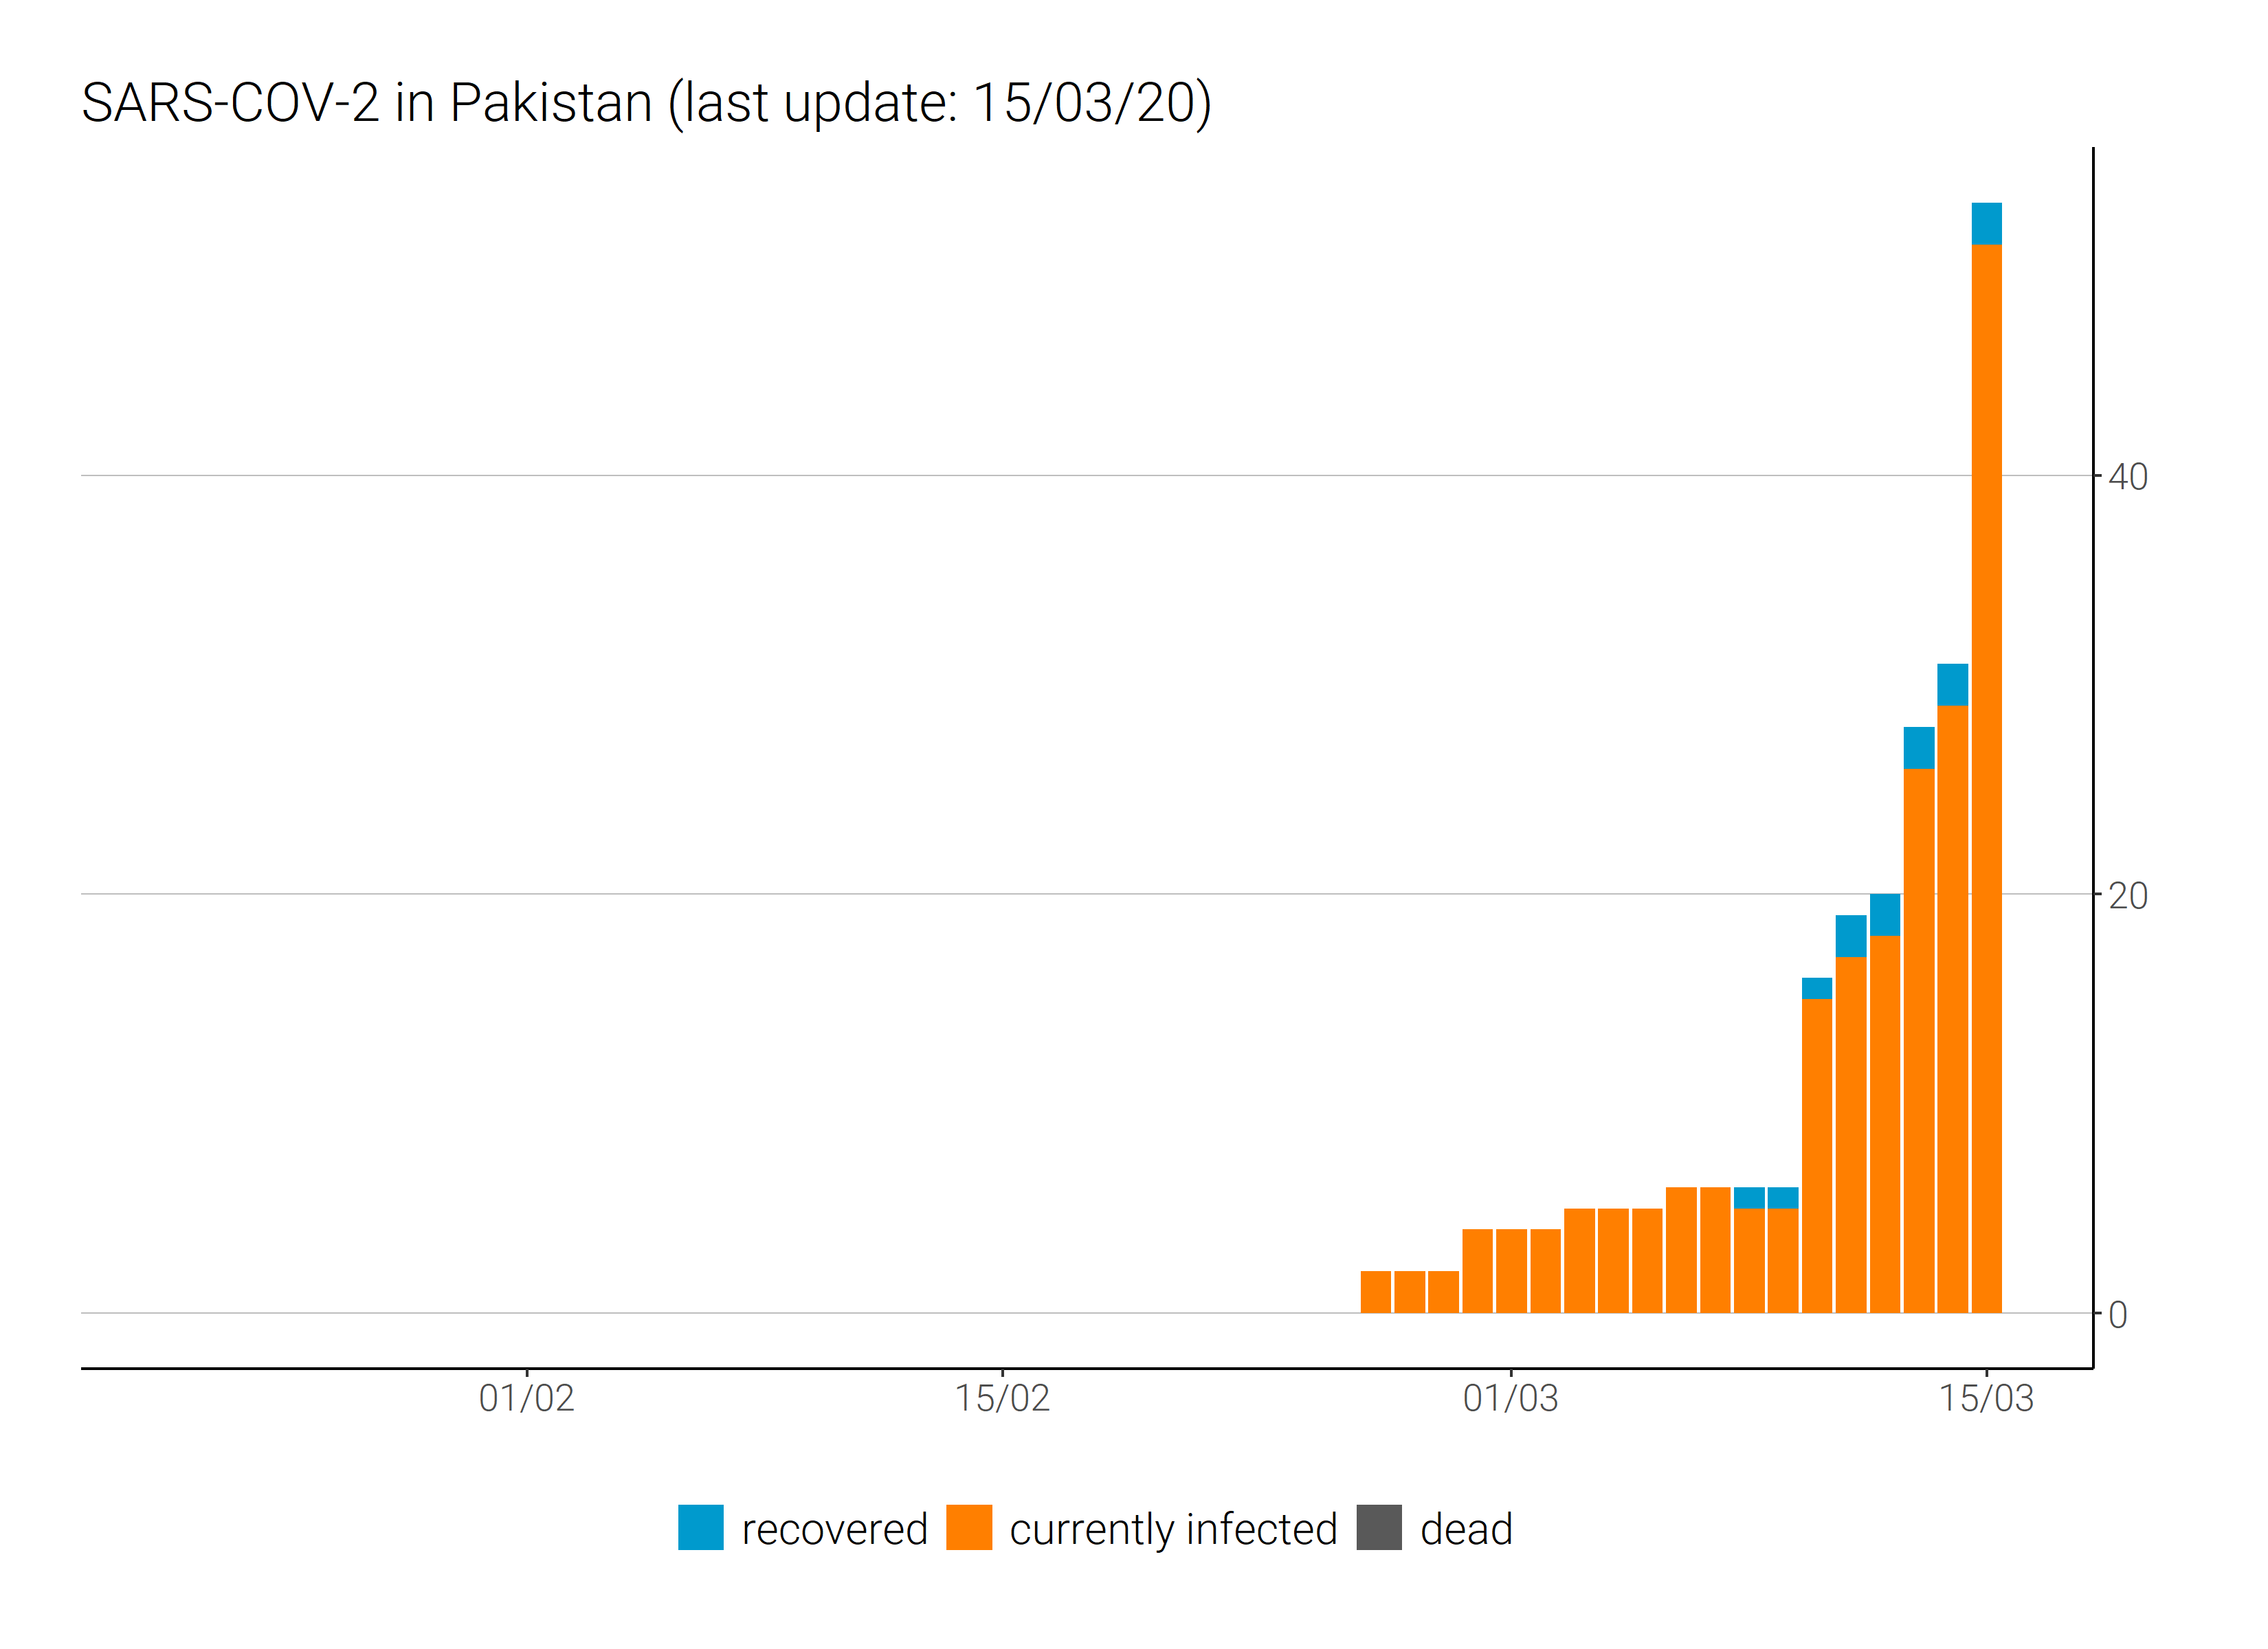 SARS-COV-2 in Pakistan (last update: 15/03/20)
40
20
0
01/02 15/02 01/03 15/03
recovered currently infected dead